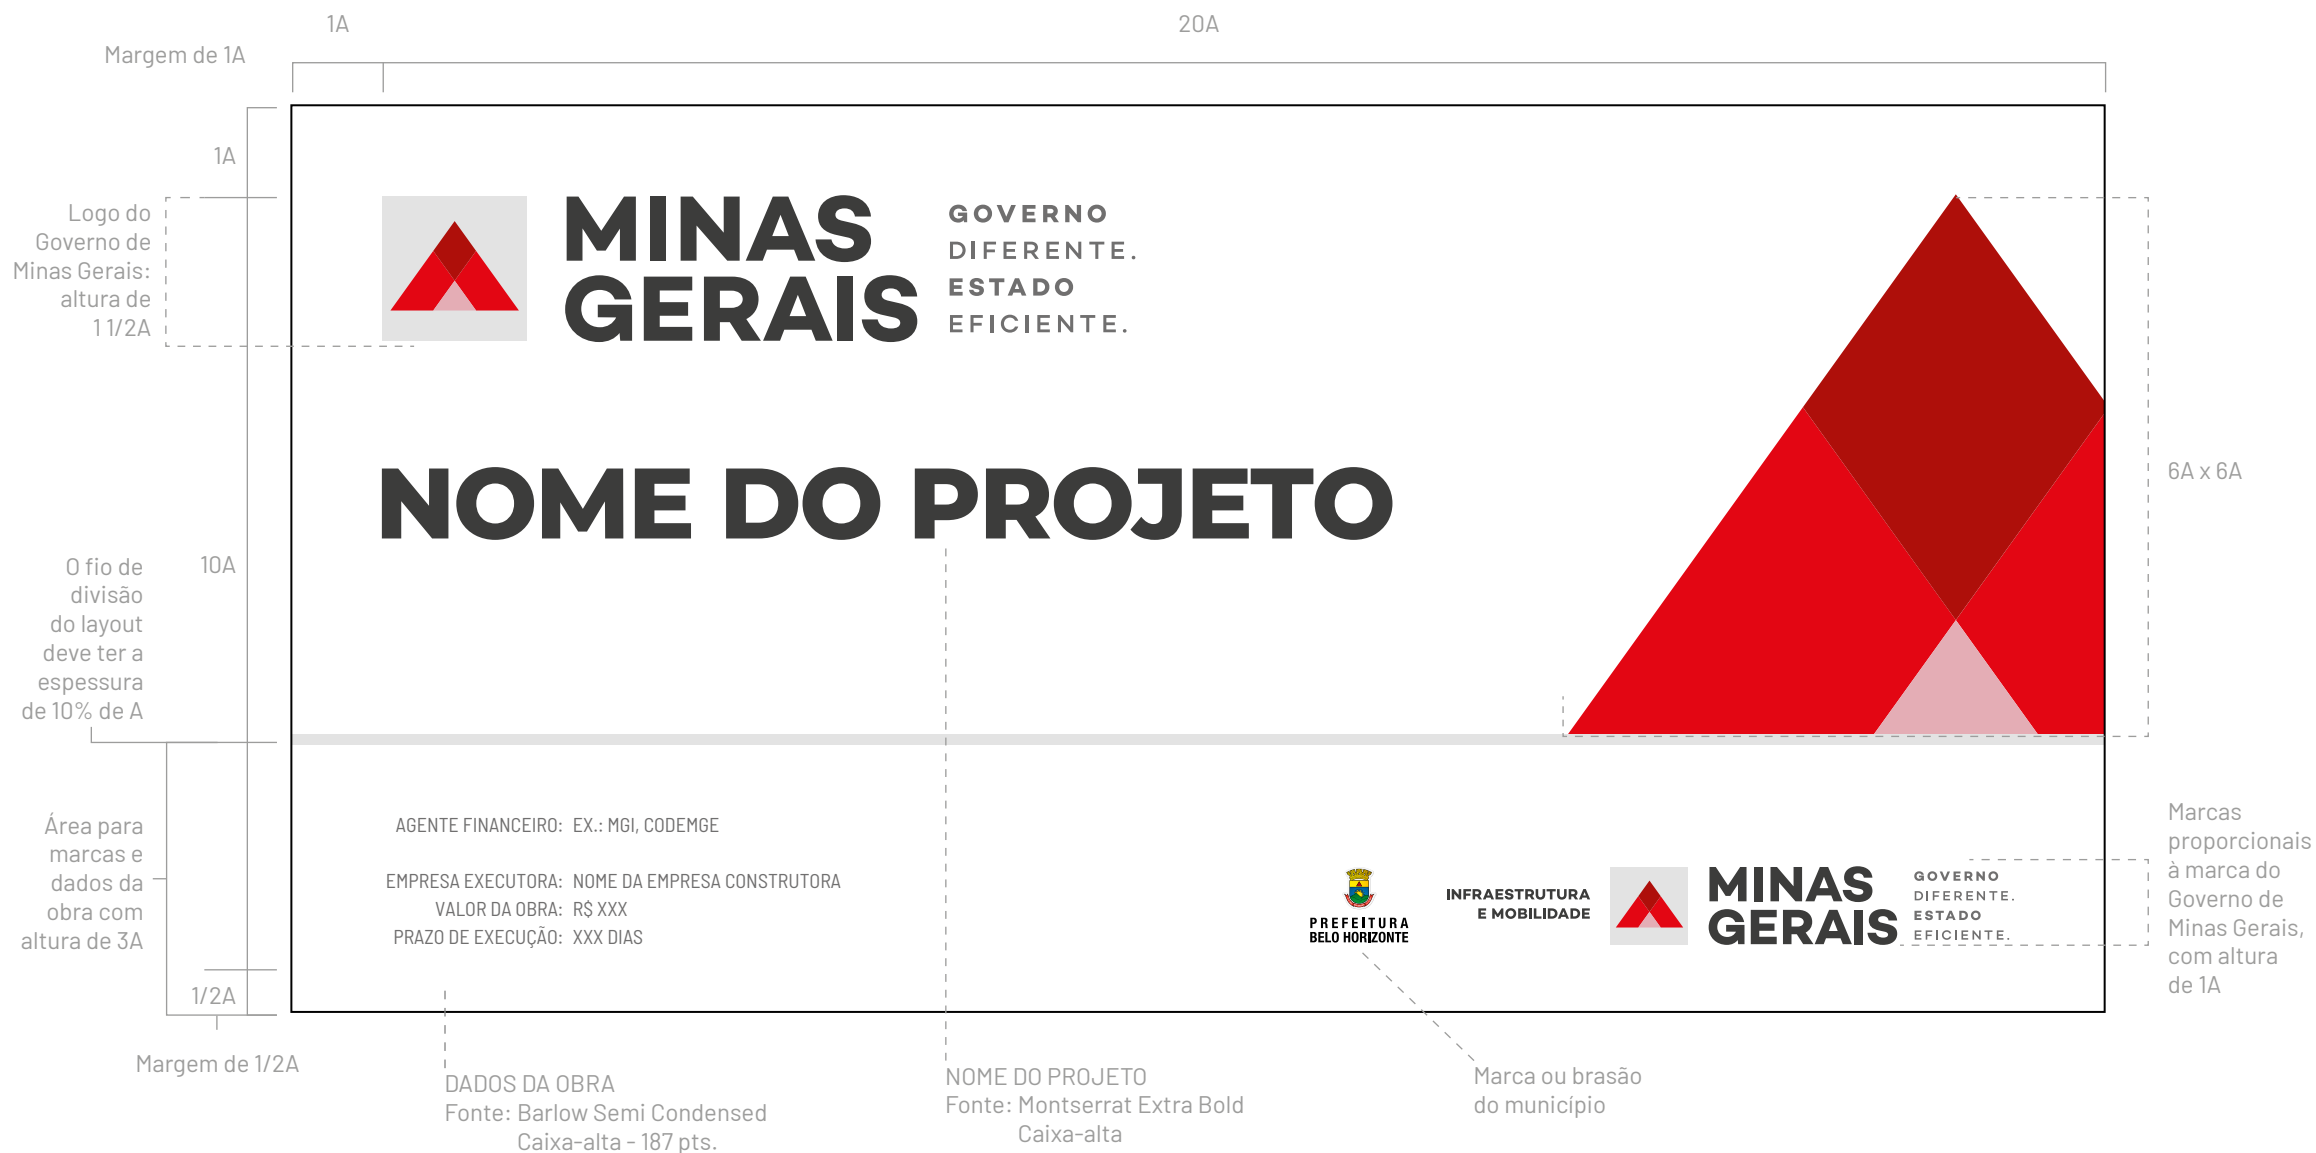 1A
20A
Margem de 1A
1A
Logo do
Governo de
Minas Gerais:
altura de
1 1/2A
MINAS
GERAIS
GOVERNO
DIFERENTE.
ESTADO
EFICIENTE.
6A x 6A
NOME DO PROJETO
10A
O fio de
divisão
do layout
deve ter a
espessura
de 10% de A
Área para
marcas e
dados da
obra com
altura de 3A
AGENTE FINANCEIRO: EX.: MGI, CODEMGE
EMPRESA EXECUTORA: NOME DA EMPRESA CONSTRUTORA
VALOR DA OBRA: R$ XXX
PRAZO DE EXECUÇÃO: XXX DIAS
PREFEITURA
BELO HORIZONTE
INFRAESTRUTURA
E MOBILIDADE
MINAS
GERAIS
GOVERNO
DIFERENTE.
ESTADO
EFICIENTE.
Marcas
proporcionais
à marca do
Governo de
Minas Gerais,
com altura
de 1A
1/2A
Margem de 1/2A
DADOS DA OBRA
Fonte: Barlow Semi Condensed
Caixa-alta - 187 pts.
NOME DO PROJETO
Fonte: Montserrat Extra Bold
Caixa-alta
Marca ou brasão
do município